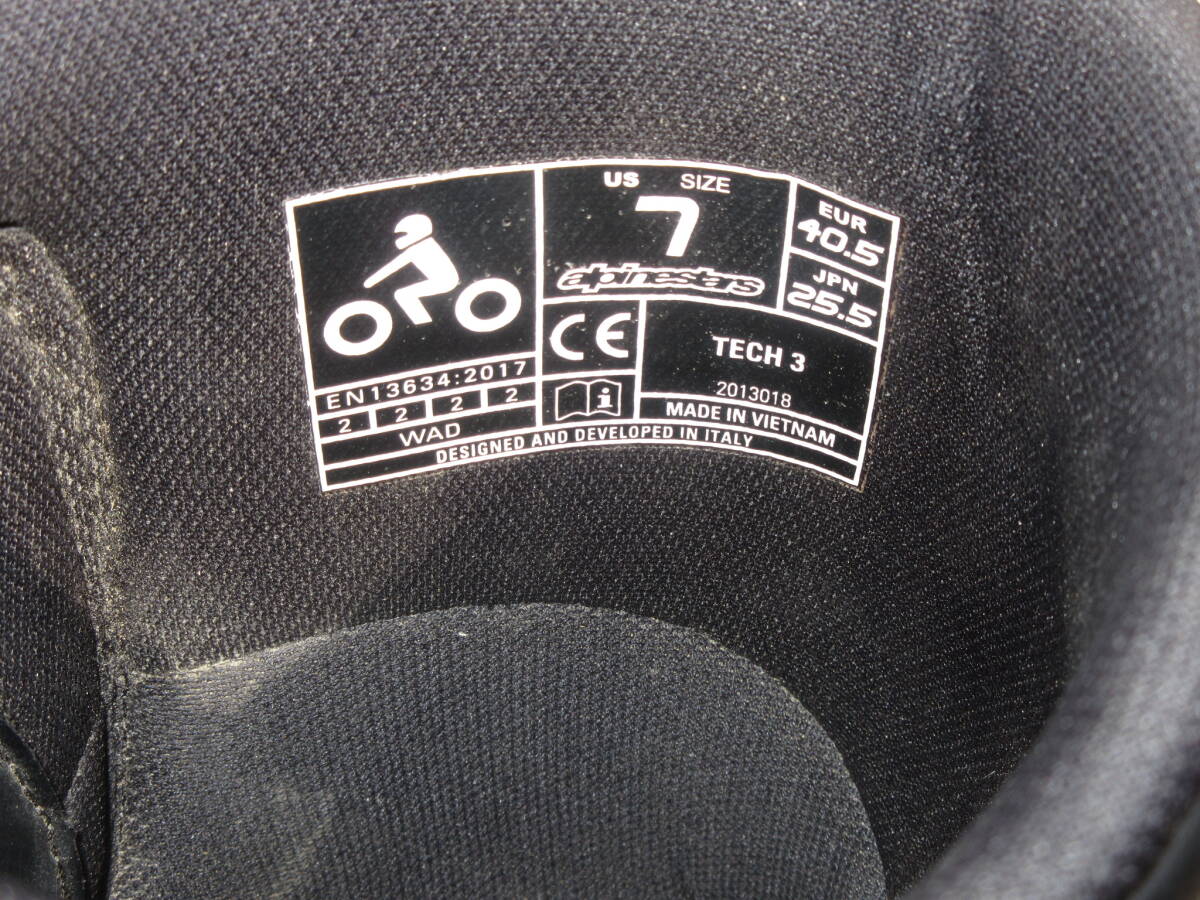 US SIZE
7
alpinestars
EUR
40.5
JPN
25.5
CE
TECH 3
2013018
MADE IN VIETNAM
i
EN13634:2017
2 2 2 2
WAD
DESIGNED AND DEVELOPED IN ITALY